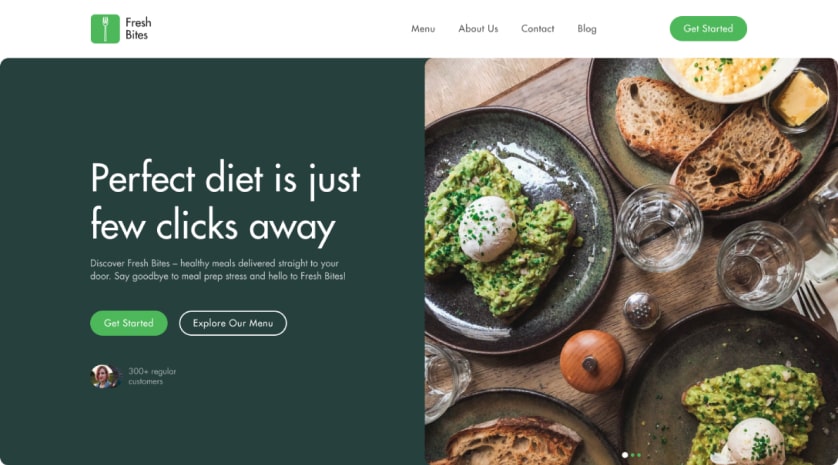 Fresh
Bites
Menu About Us Contact Blog Get Started
Perfect diet is just
few clicks away
Discover Fresh Bites – healthy meals delivered straight to your
door. Say goodbye to meal prep stress and hello to Fresh Bites!
Get Started Explore Our Menu
300+ regular
customers